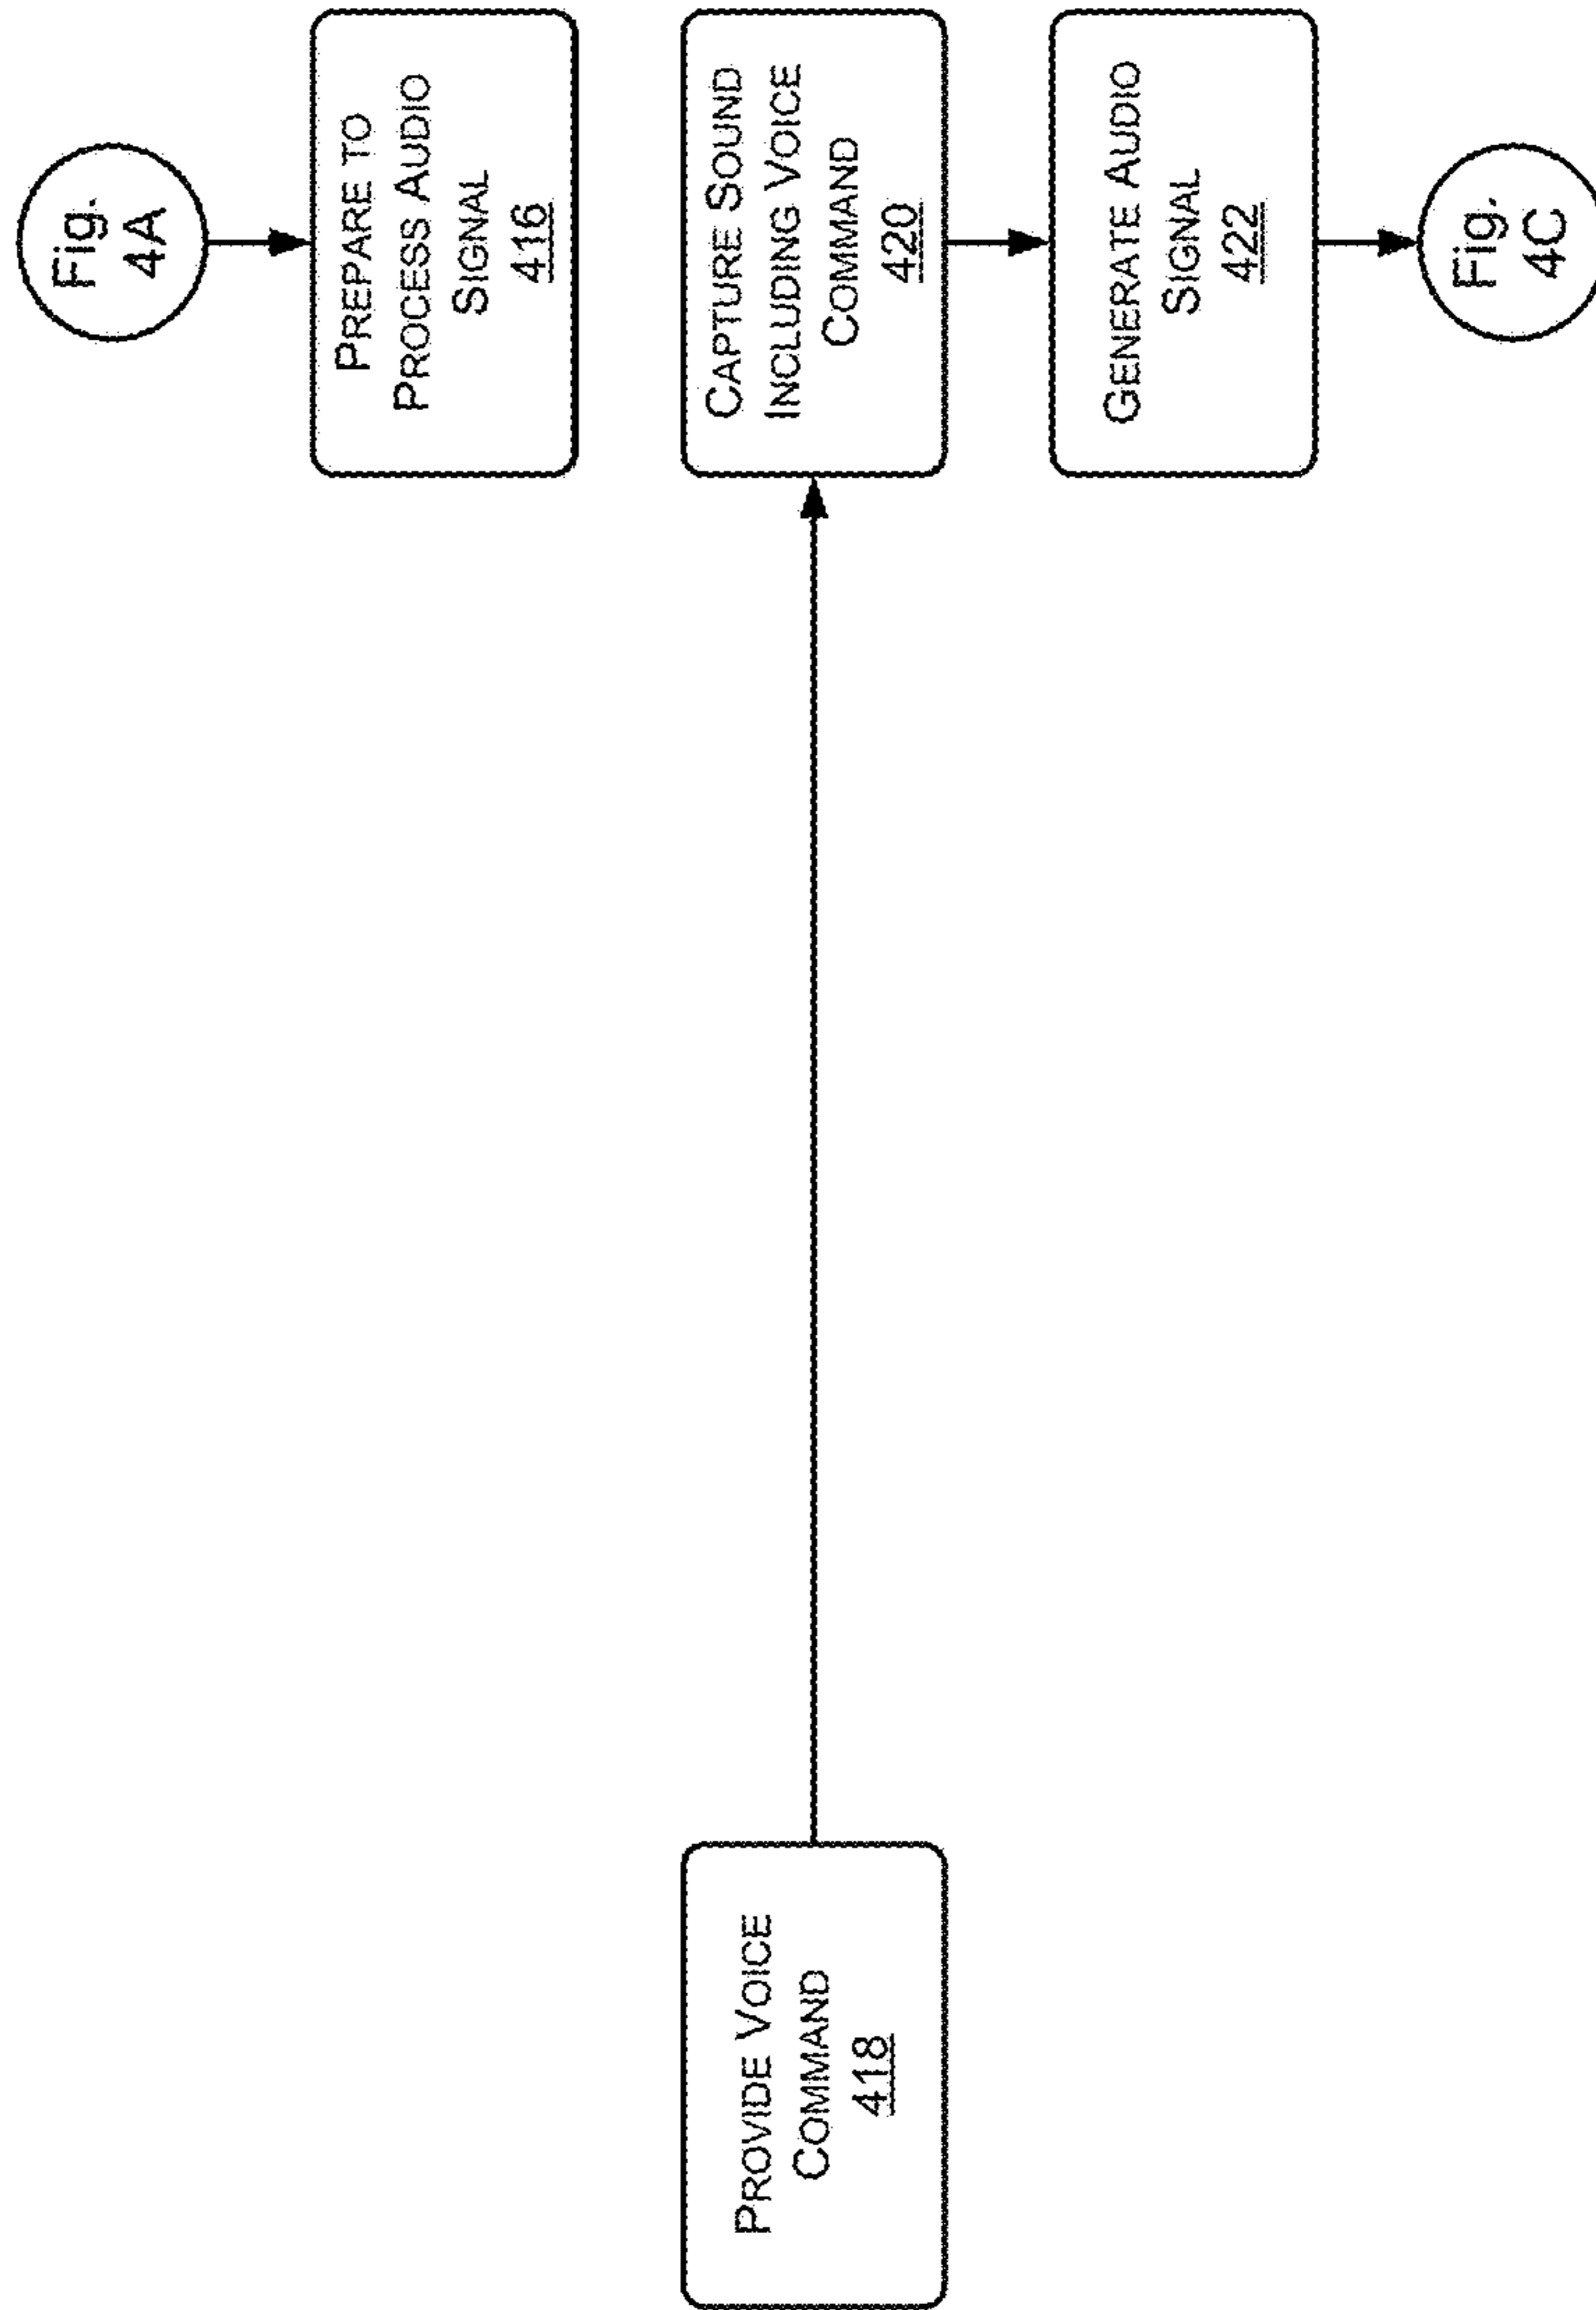 Fig.
4A
PREPARE TO
PROCESS AUDIO
SIGNAL
416
PROVIDE VOICE
COMMAND
418
CAPTURE SOUND
INCLUDING VOICE
COMMAND
420
GENERATE AUDIO
SIGNAL
422
Fig.
4C